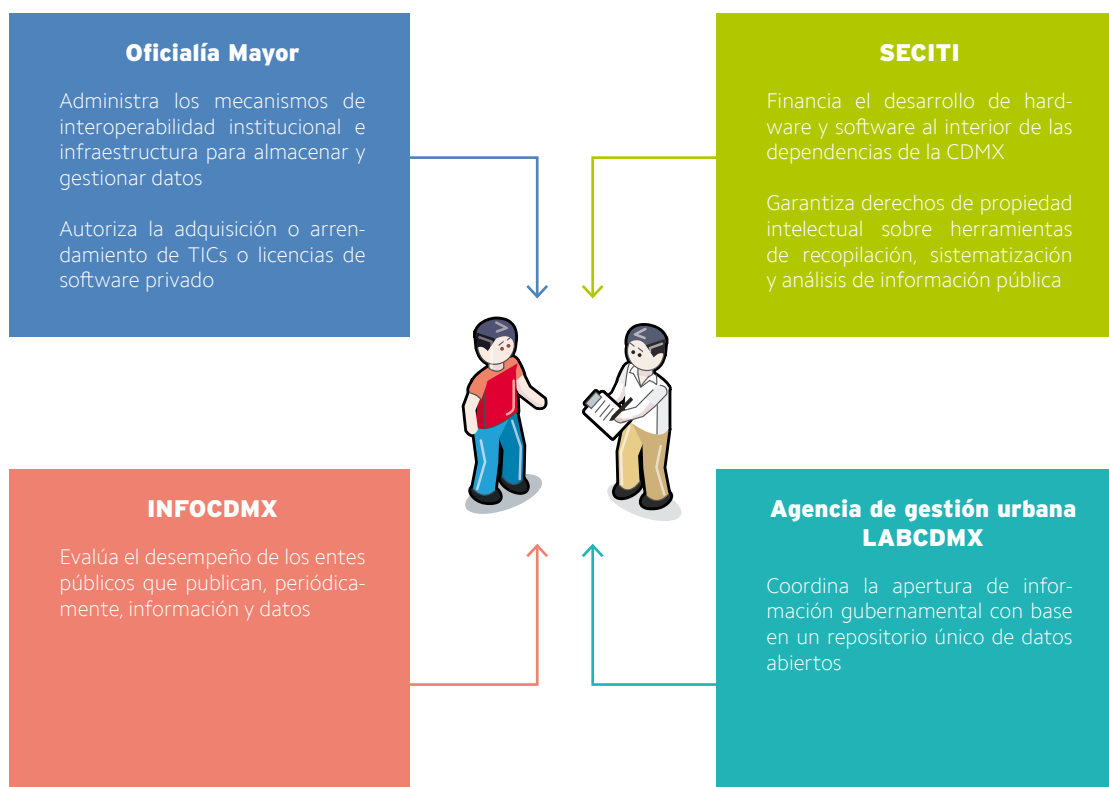 Oficialía Mayor
Administra los mecanismos de
interoperabilidad institucional e
infraestructura para almacenar y
gestionar datos
Autoriza la adquisición o arren-
damiento de TICs o licencias de
software privado
SECITI
Financia el desarrollo de hard-
ware y software al interior de las
dependencias de la CDMX
Garantiza derechos de propiedad
intelectual sobre herramientas
de recopilación, sistematización
y análisis de información pública
INFOCDMX
Evalúa el desempeño de los entes
públicos que publican, periódica-
mente, información y datos
Agencia de gestión urbana
LABCDMX
Coordina la apertura de infor-
mación gubernamental con base
en un repositorio único de datos
abiertos